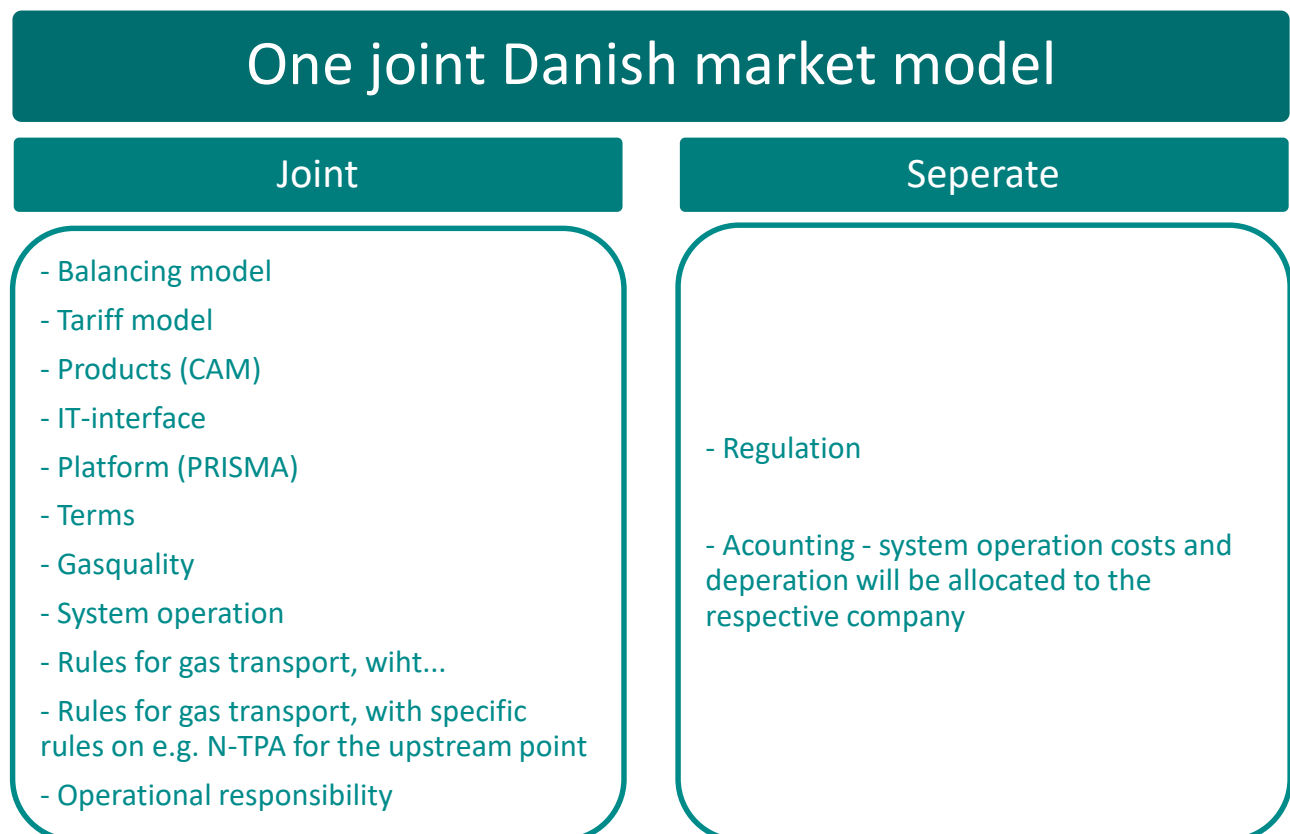 One joint Danish market model
Joint
- Balancing model
- Tariff model
- Products (CAM)
- IT-interface
- Platform (PRISMA)
- Terms
- Gasquality
- System operation
- Rules for gas transport, wiht...
- Rules for gas transport, with specific
rules on e.g. N-TPA for the upstream point
- Operational responsibility
Seperate
- Regulation
- Acounting - system operation costs and
deperation will be allocated to the
respective company